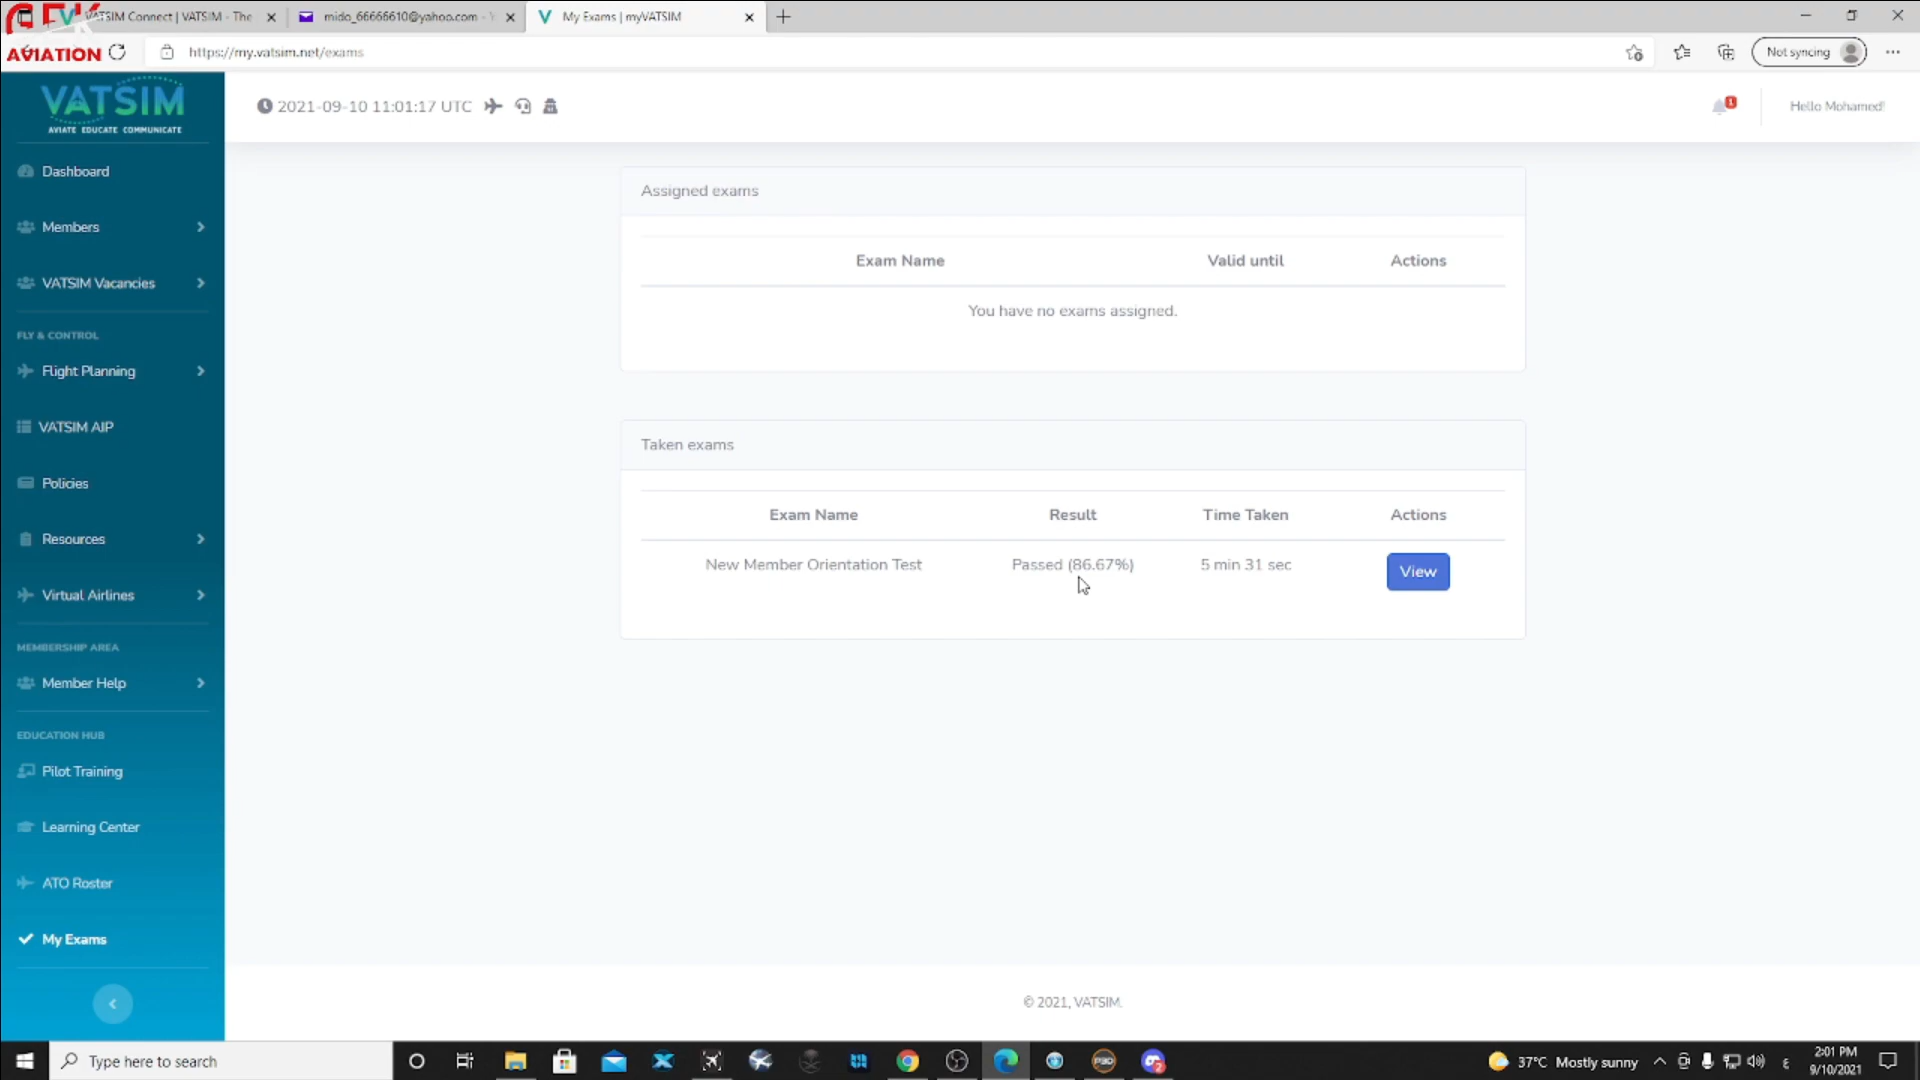 VATSIM Connect | VATSIM - The
mido_66666610@yahoo.com - Y
My Exams | myVATSIM
AVIATION
https://my.vatsim.net/exams
Not syncing
VATSIM
AVIATE EDUCATE COMMUNICATE
2021-09-10 11:01:17 UTC
1
Hello Mohamed!
Dashboard
Members
VATSIM Vacancies
FLY & CONTROL
Flight Planning
VATSIM AIP
Policies
Resources
Virtual Airlines
MEMBERSHIP AREA
Member Help
EDUCATION HUB
Pilot Training
Learning Center
ATO Roster
My Exams
Assigned exams
Exam Name Valid until Actions
You have no exams assigned.
Taken exams
Exam Name Result Time Taken Actions
New Member Orientation Test Passed (86.67%) 5 min 31 sec View
© 2021, VATSIM.
Type here to search
P3D
37°C Mostly sunny
ع
2:01 PM
9/10/2021